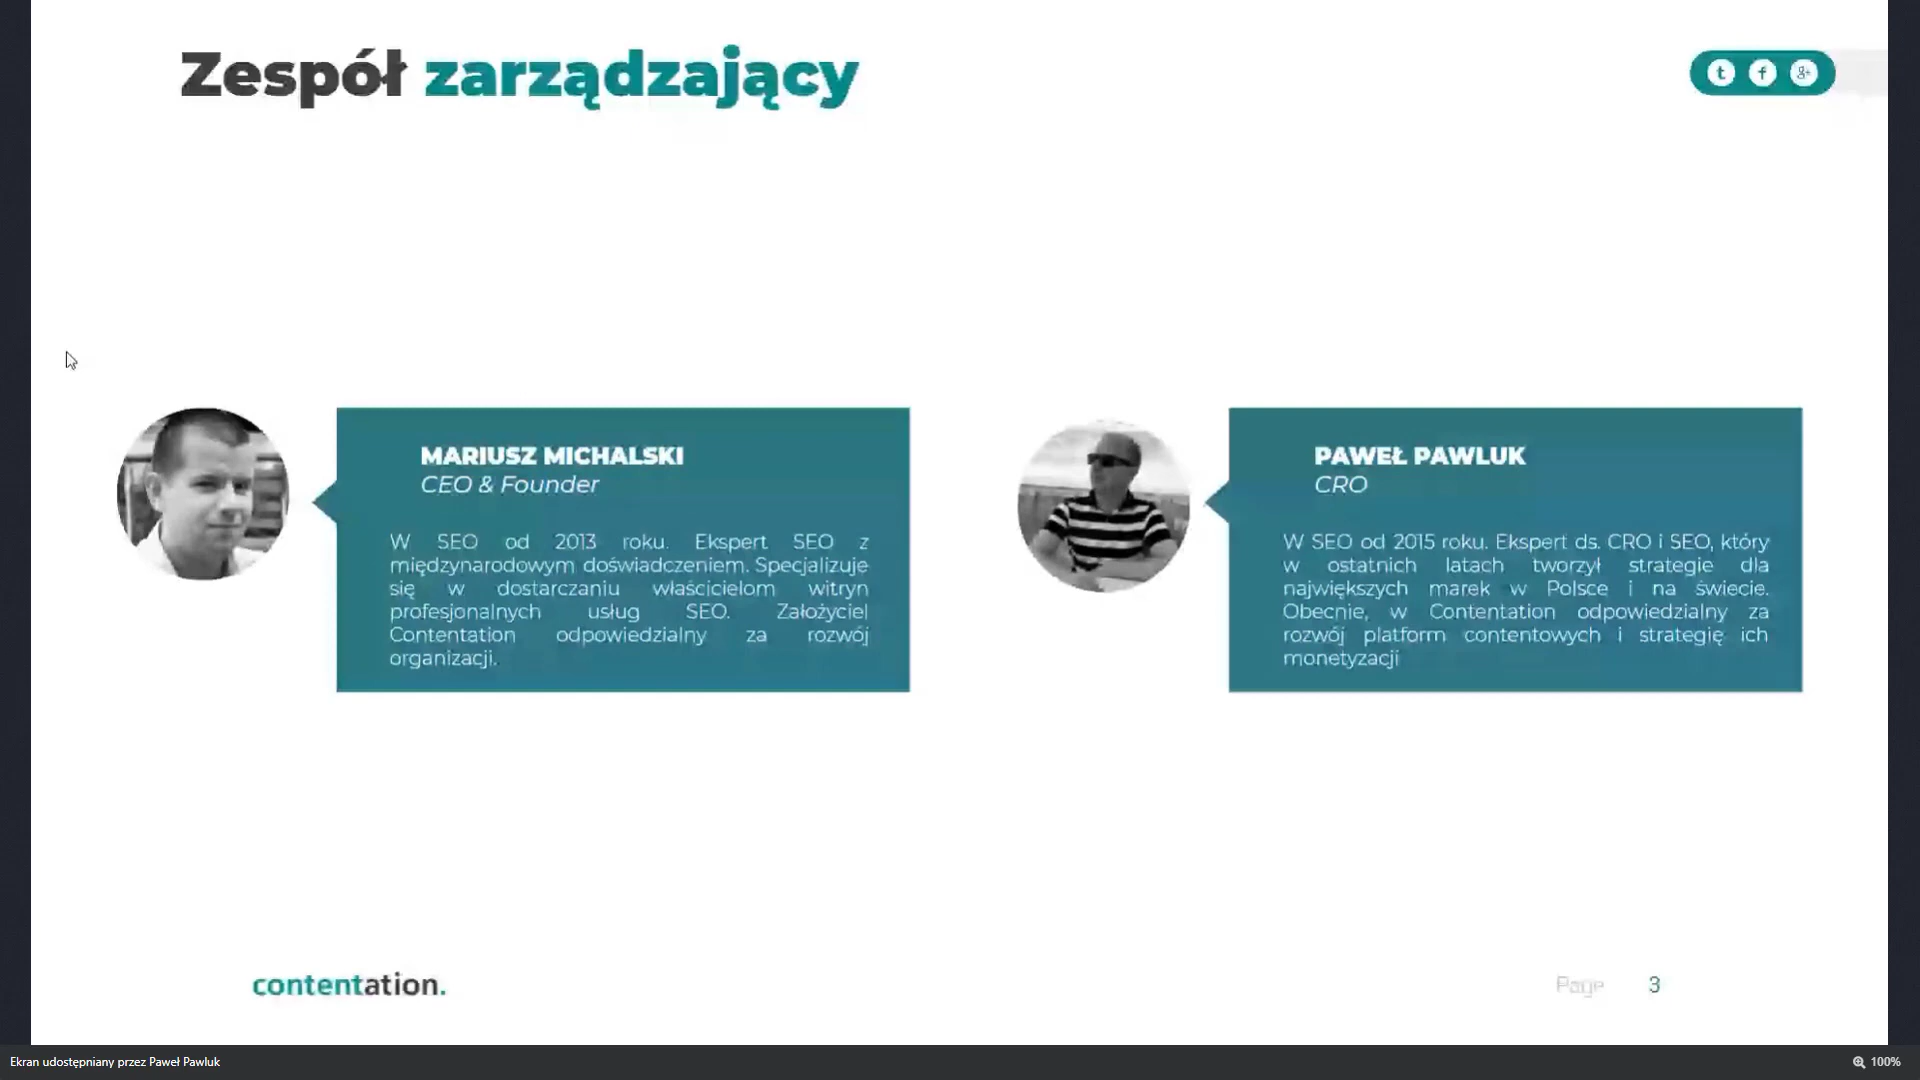 Zespół zarządzający
MARIUSZ MICHALSKI
CEO & Founder
W SEO od 2013 roku. Ekspert SEO z
międzynarodowym doświadczeniem. Specjalizuje
się w dostarczaniu właścicielom witryn
profesjonalnych usług SEO. Założyciel
Contentation odpowiedzialny za rozwój
organizacji.
PAWEŁ PAWLUK
CRO
W SEO od 2015 roku. Ekspert ds. CRO i SEO, który
w ostatnich latach tworzył strategie dla
największych marek w Polsce i na świecie.
Obecnie, w Contentation odpowiedzialny za
rozwój platform contentowych i strategię ich
monetyzacji
contentation.
Page 3
Ekran udostępniany przez Paweł Pawluk
100%